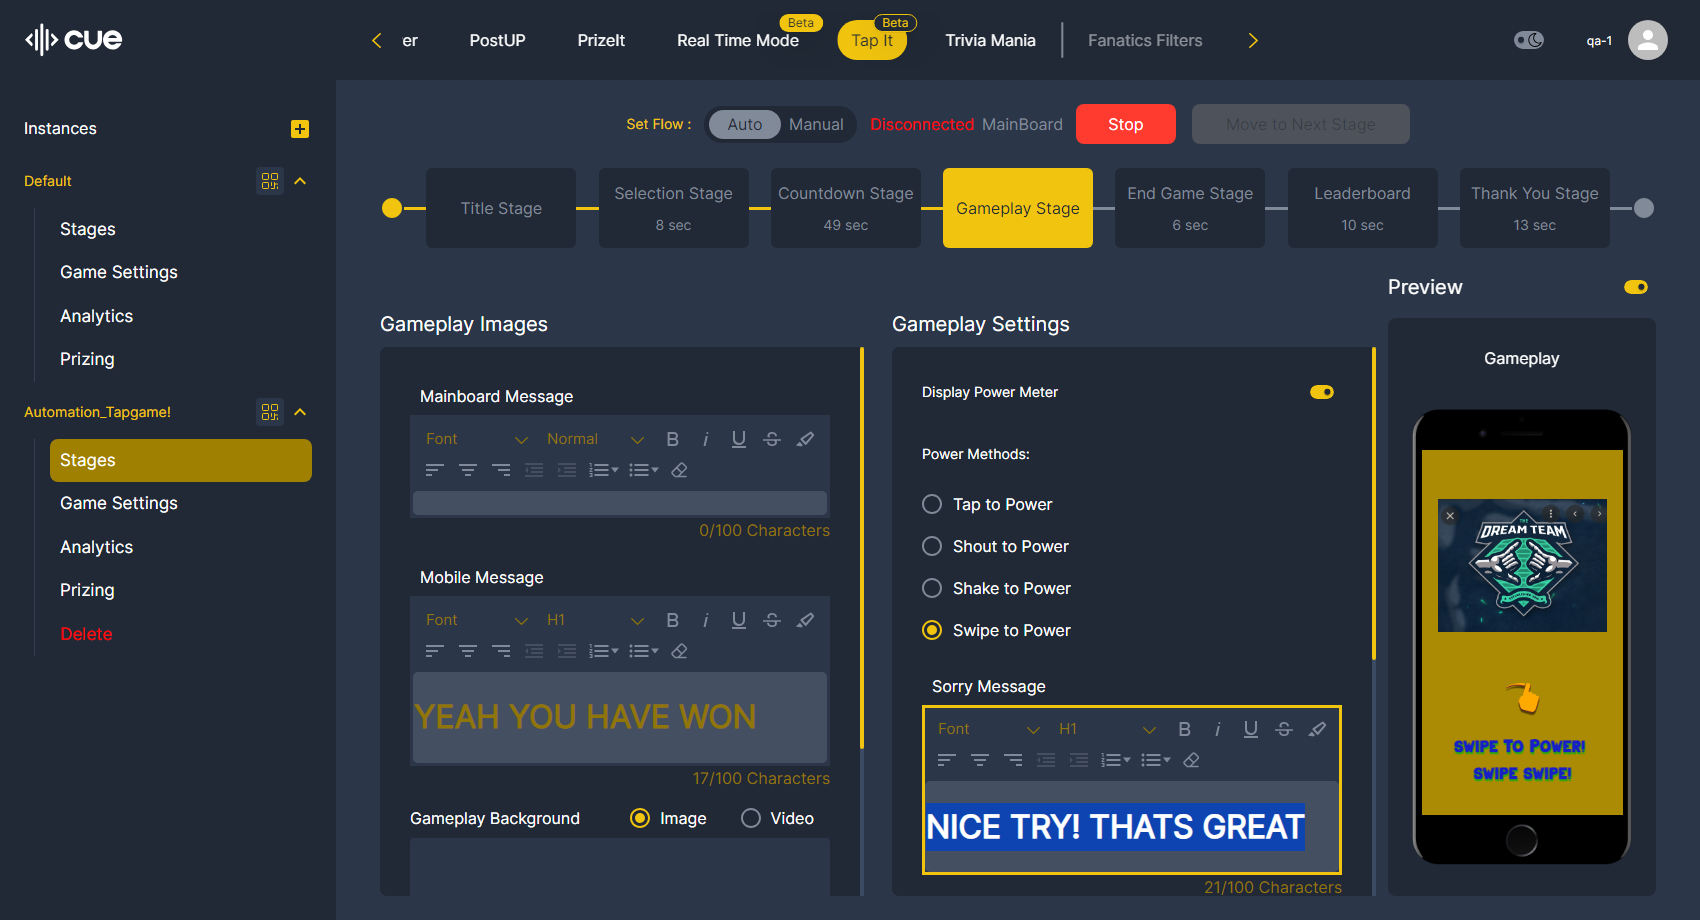 cue
er
PostUP
PrizeIt
Real Time Mode
Beta
Tap It
Beta
Trivia Mania
Fanatics Filters
qa-1
Instances
Default
Stages
Game Settings
Analytics
Prizing
Automation_Tapgame!
Stages
Game Settings
Analytics
Prizing
Delete
Set Flow :
Auto
Manual
Disconnected MainBoard
Stop
Move to Next Stage
Title Stage
Selection Stage
8 sec
Countdown Stage
49 sec
Gameplay Stage
End Game Stage
6 sec
Leaderboard
10 sec
Thank You Stage
13 sec
Gameplay Images
Mainboard Message
Font
Normal
0/100 Characters
Mobile Message
Font
H1
YEAH YOU HAVE WON
17/100 Characters
Gameplay Background
Image
Video
Gameplay Settings
Display Power Meter
Power Methods:
Tap to Power
Shout to Power
Shake to Power
Swipe to Power
Sorry Message
Font
H1
NICE TRY! THATS GREAT
21/100 Characters
Preview
Gameplay
THE
DREAM TEAM
SWIPE TO POWER!
SWIPE SWIPE!